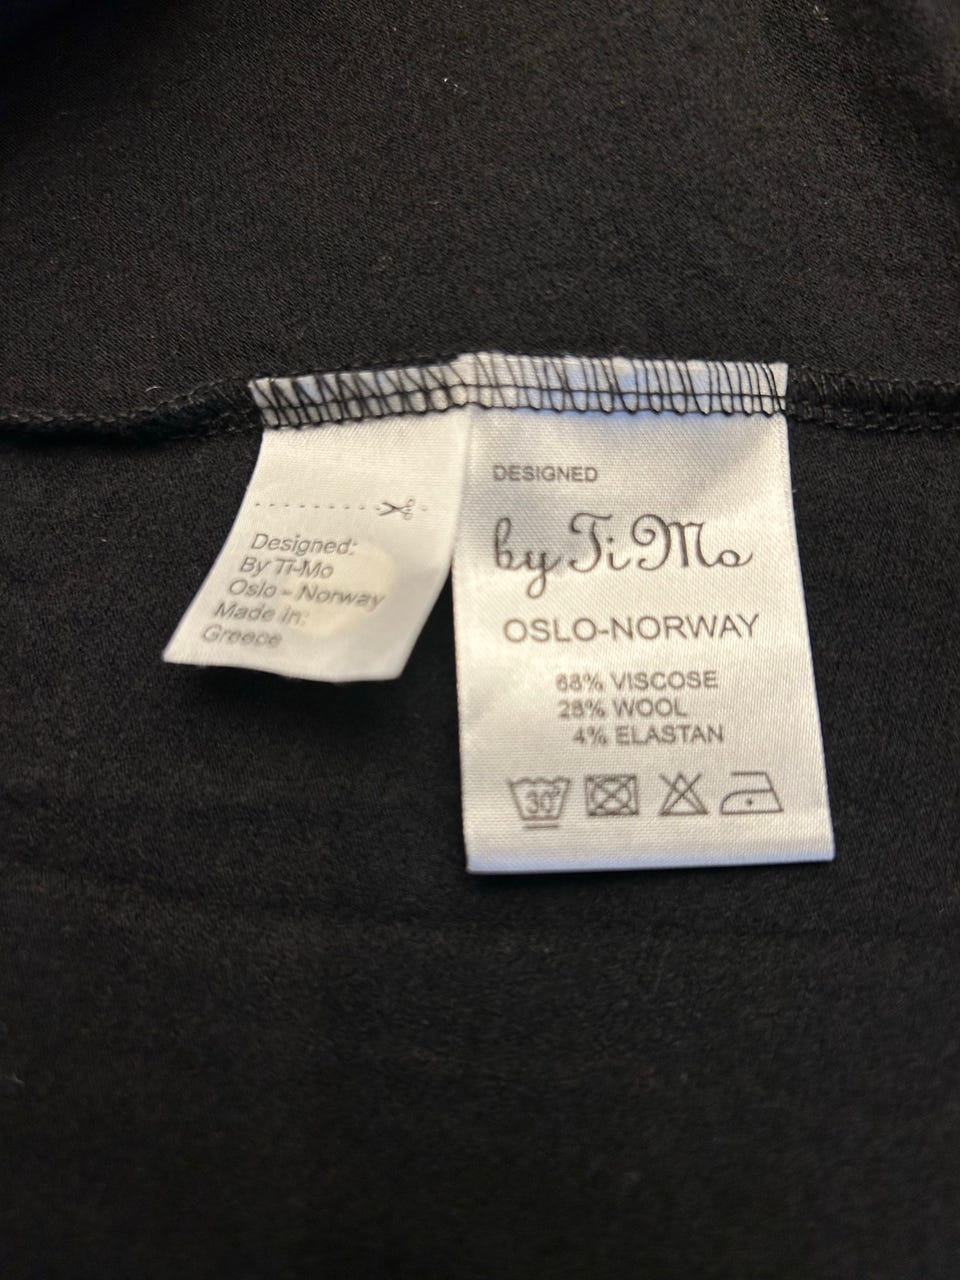 Designed:
By Ti-Mo
Oslo - Norway
Made in:
Greece
DESIGNED
by Ti Mo
OSLO-NORWAY
68% VISCOSE
28% WOOL
4% ELASTAN
30°